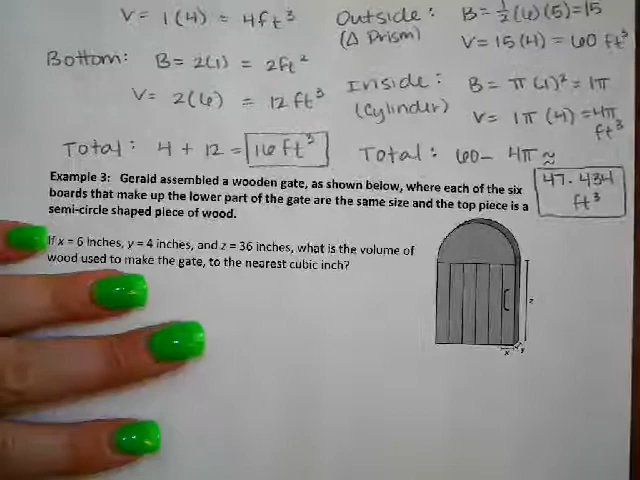 V = 1(4) = 4ft³
Outside: B = ½(6)(5) = 15
(Δ Prism) V = 15(4) = 60 ft³
Bottom: B = 2(1) = 2ft²
V = 2(6) = 12 ft³
Inside: B = π(1)² = 1π
(Cylinder) V = 1π(4) = 4π ft³
Total: 4 + 12 = 16 ft³
Total: 60 - 4π ≈
47.434
ft³
Example 3: Gerald assembled a wooden gate, as shown below, where each of the six
boards that make up the lower part of the gate are the same size and the top piece is a
semi-circle shaped piece of wood.
If x = 6 inches, y = 4 inches, and z = 36 inches, what is the volume of
wood used to make the gate, to the nearest cubic inch?
z
x
y